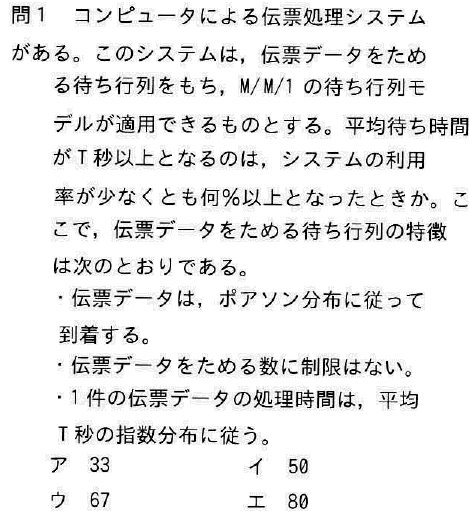 問１　コンピュータによる伝票処理システム
がある。このシステムは，伝票データをため
る待ち行列をもち，M/M/1 の待ち行列モ
デルが適用できるものとする。平均待ち時間
がＴ秒以上となるのは，システムの利用
率が少なくとも何％以上となったときか。こ
こで，伝票データをためる待ち行列の特徴
は次のとおりである。
・伝票データは，ポアソン分布に従って
到着する。
・伝票データをためる数に制限はない。
・１件の伝票データの処理時間は，平均
Ｔ秒の指数分布に従う。
ア　33　　　　イ　50
ウ　67　　　　エ　80